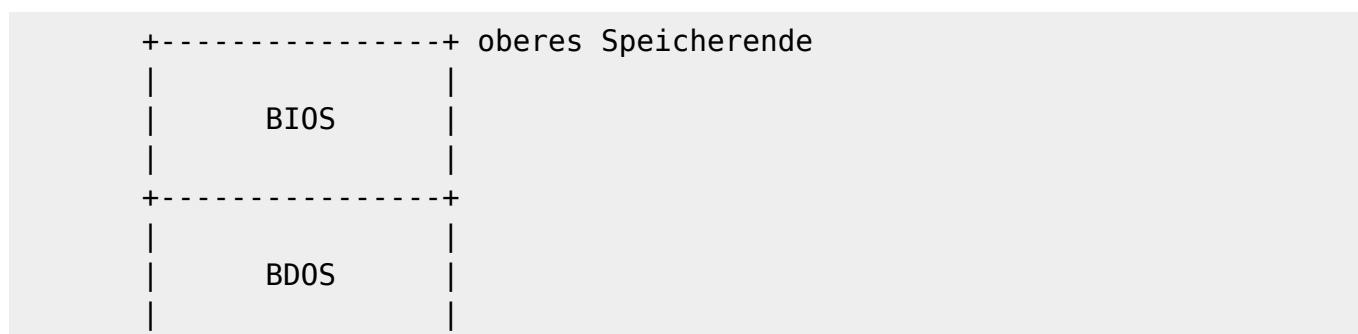 +----------------+ oberes Speicherende
|                |
|      BIOS      |
|                |
+----------------+
|                |
|      BDOS      |
|                |